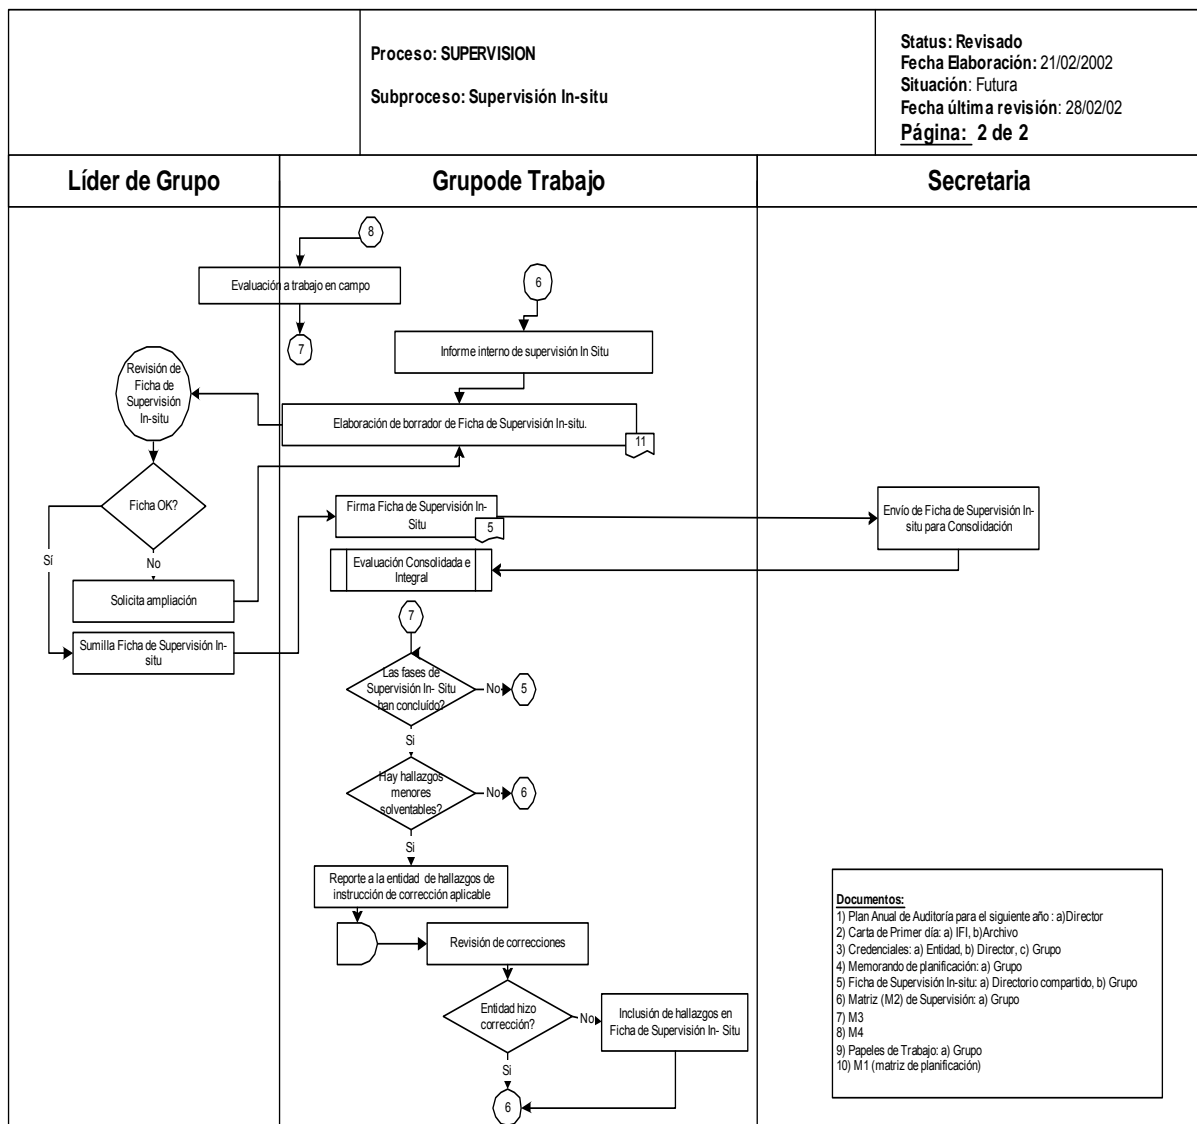 Proceso: SUPERVISION
Subproceso: Supervisión In-situ
Status: Revisado
Fecha Elaboración: 21/02/2002
Situación: Futura
Fecha última revisión: 28/02/02
Página: 2 de 2
Líder de Grupo
Grupode Trabajo
Secretaria
8
Evaluación a trabajo en campo
7
6
Informe interno de supervisión In Situ
Revisión de
Ficha de
Supervisión
In-situ
Elaboración de borrador de Ficha de Supervisión In-situ.
11
Ficha OK?
Sí
No
Solicita ampliación
Sumilla Ficha de Supervisión In-
situ
Firma Ficha de Supervisión In-
Situ
5
Envío de Ficha de Supervisión In-
situ para Consolidación
Evaluación Consolidada e
Integral
7
Las fases de
Supervisión In- Situ
han concluído?
No
5
Si
Hay hallazgos
menores
solventables?
No
6
Si
Reporte a la entidad de hallazgos de
instrucción de corrección aplicable
Revisión de correcciones
Entidad hizo
corrección?
No
Inclusión de hallazgos en
Ficha de Supervisión In- Situ
Si
6
Documentos:
1) Plan Anual de Auditoría para el siguiente año : a)Director
2) Carta de Primer día: a) IFI, b)Archivo
3) Credenciales: a) Entidad, b) Director, c) Grupo
4) Memorando de planificación: a) Grupo
5) Ficha de Supervisión In-situ: a) Directorio compartido, b) Grupo
6) Matriz (M2) de Supervisión: a) Grupo
7) M3
8) M4
9) Papeles de Trabajo: a) Grupo
10) M1 (matriz de planificación)